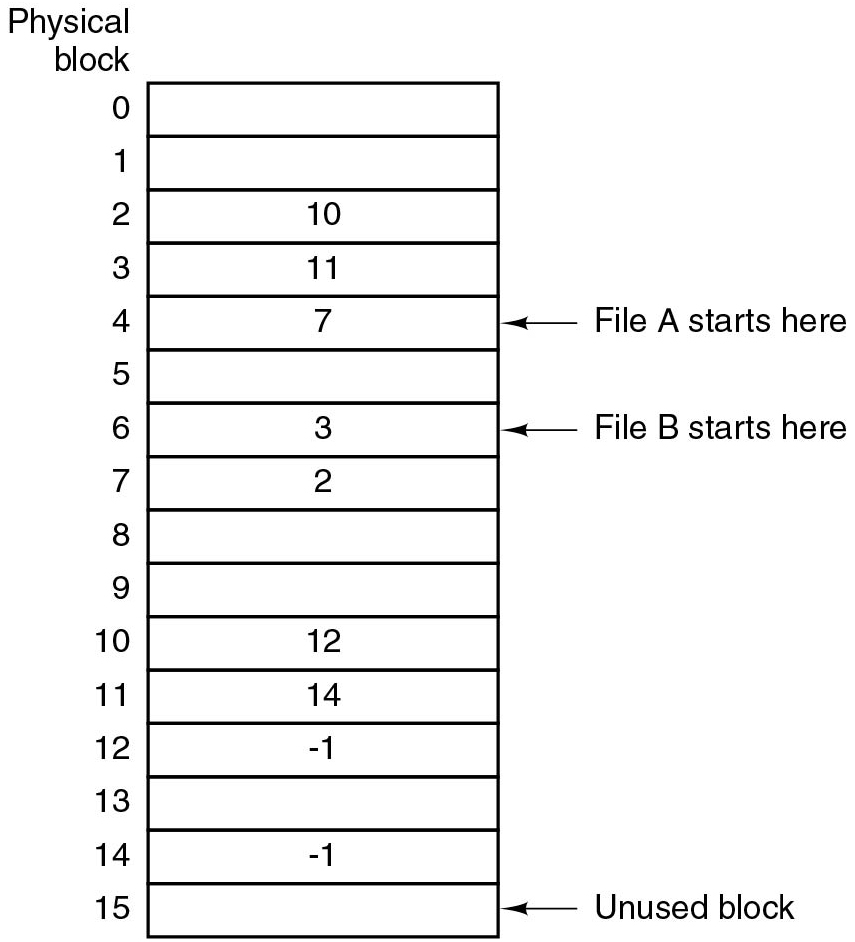 Physical
block
0
1
2 10
3 11
4 7 File A starts here
5
6 3 File B starts here
7 2
8
9
10 12
11 14
12 -1
13
14 -1
15 Unused block